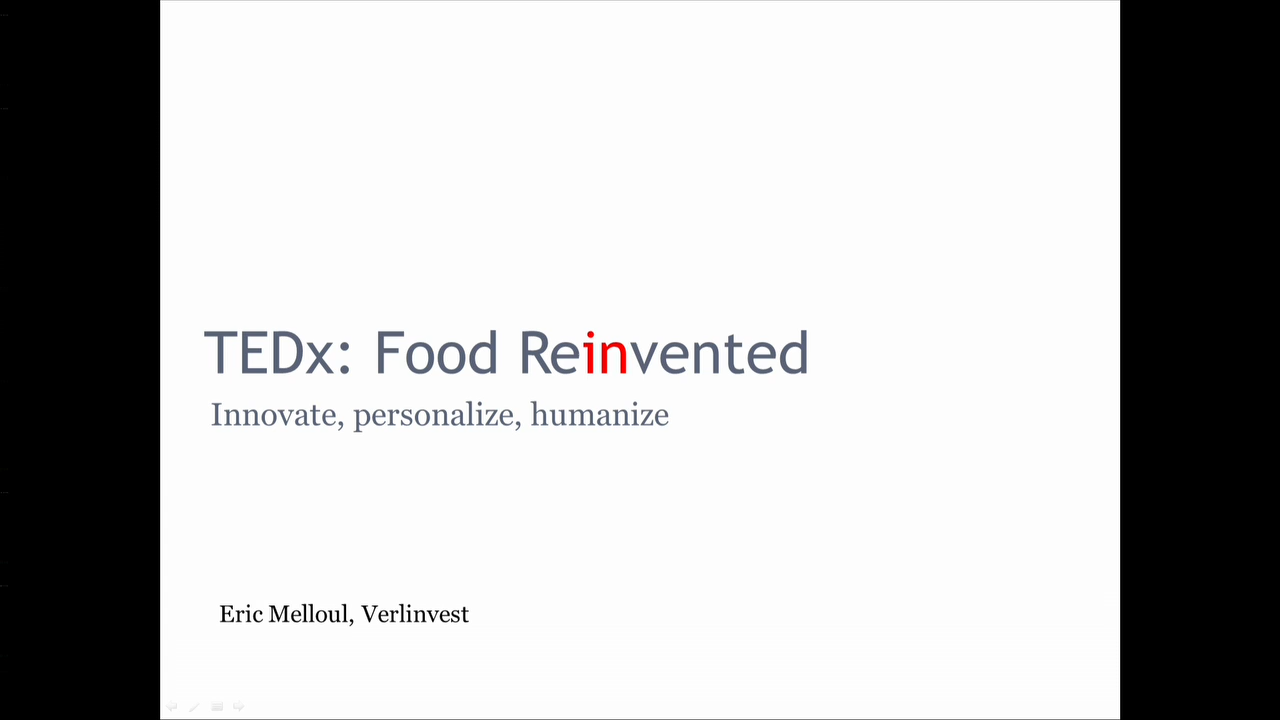 TEDx: Food Reinvented
Innovate, personalize, humanize
Eric Melloul, Verlinvest